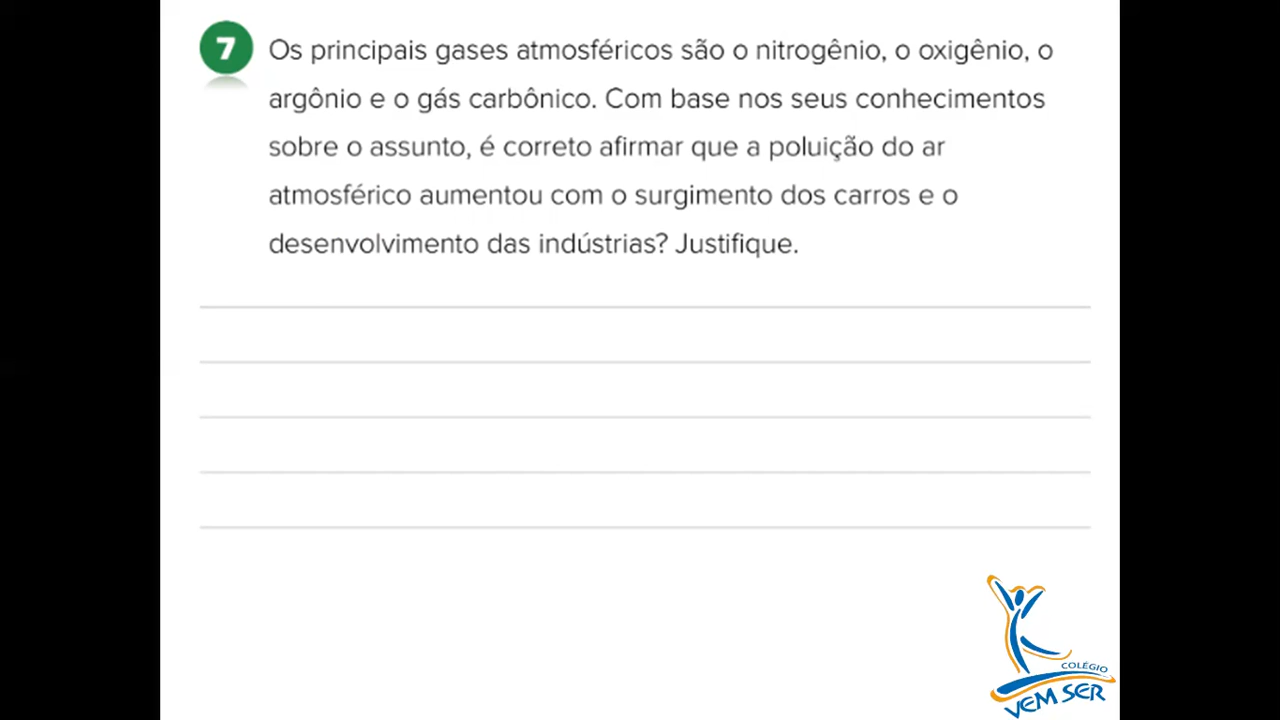 7 Os principais gases atmosféricos são o nitrogênio, o oxigênio, o
argônio e o gás carbônico. Com base nos seus conhecimentos
sobre o assunto, é correto afirmar que a poluição do ar
atmosférico aumentou com o surgimento dos carros e o
desenvolvimento das indústrias? Justifique.
COLÉGIO
VEM SER